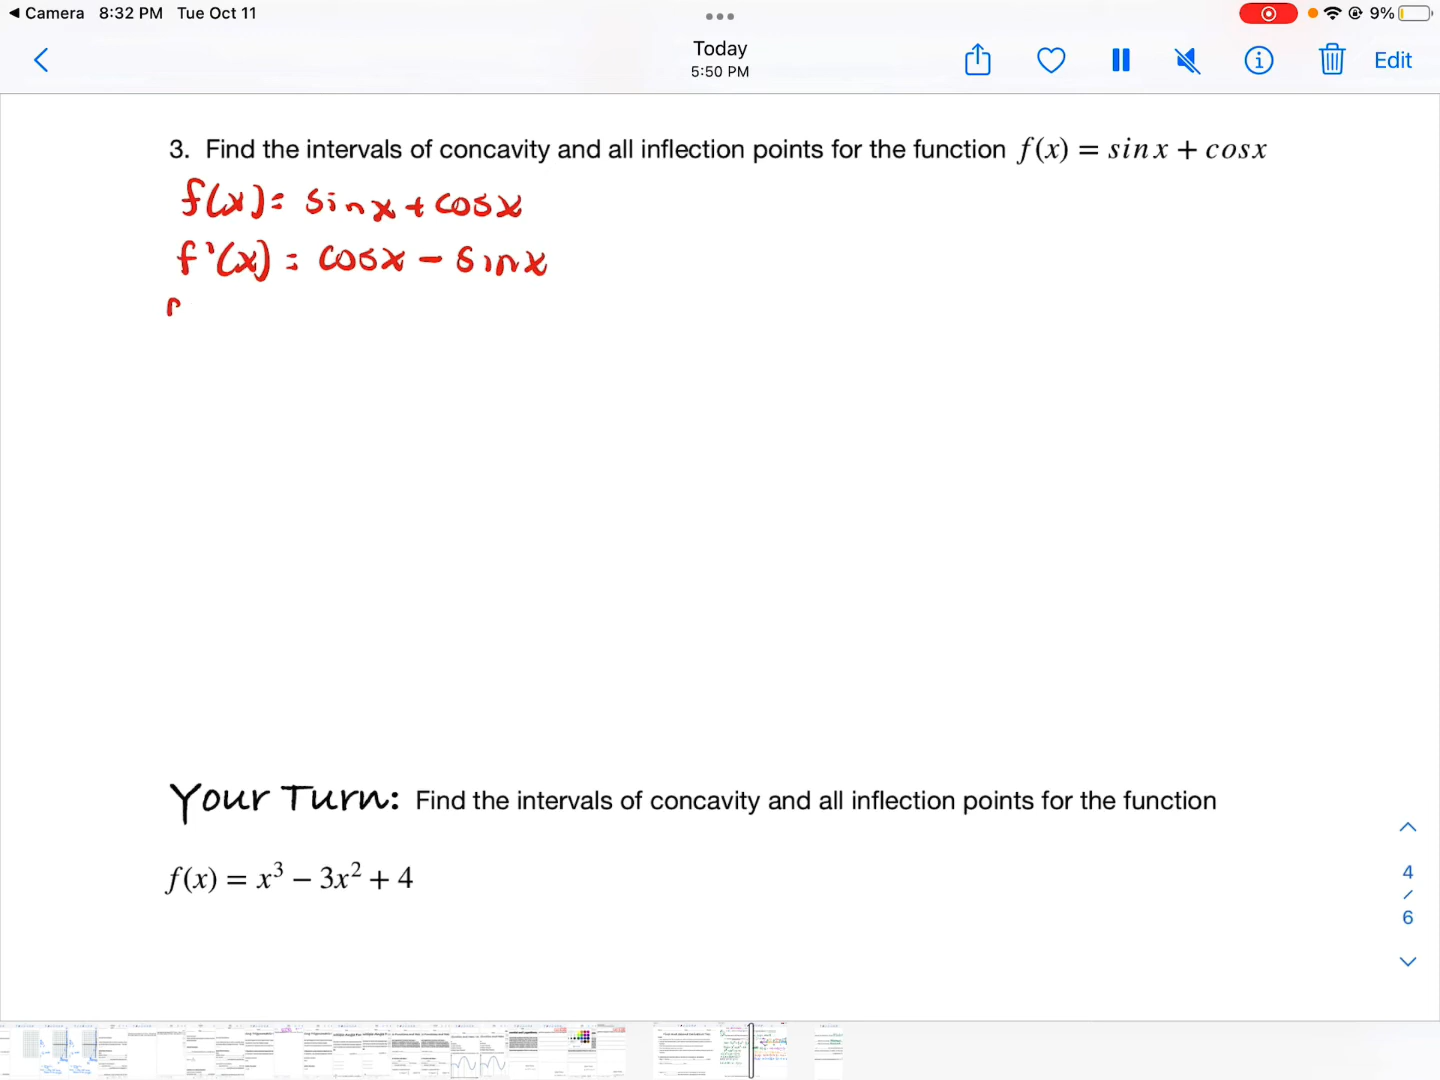 Camera 8:32 PM Tue Oct 11
9%
Today
5:50 PM
Edit
3. Find the intervals of concavity and all inflection points for the function f(x) = sin x + cos x
f(x) = sinx + cosx
f'(x) = cosx - sinx
Your Turn: Find the intervals of concavity and all inflection points for the function
f(x) = x³ − 3x² + 4
4
/
6